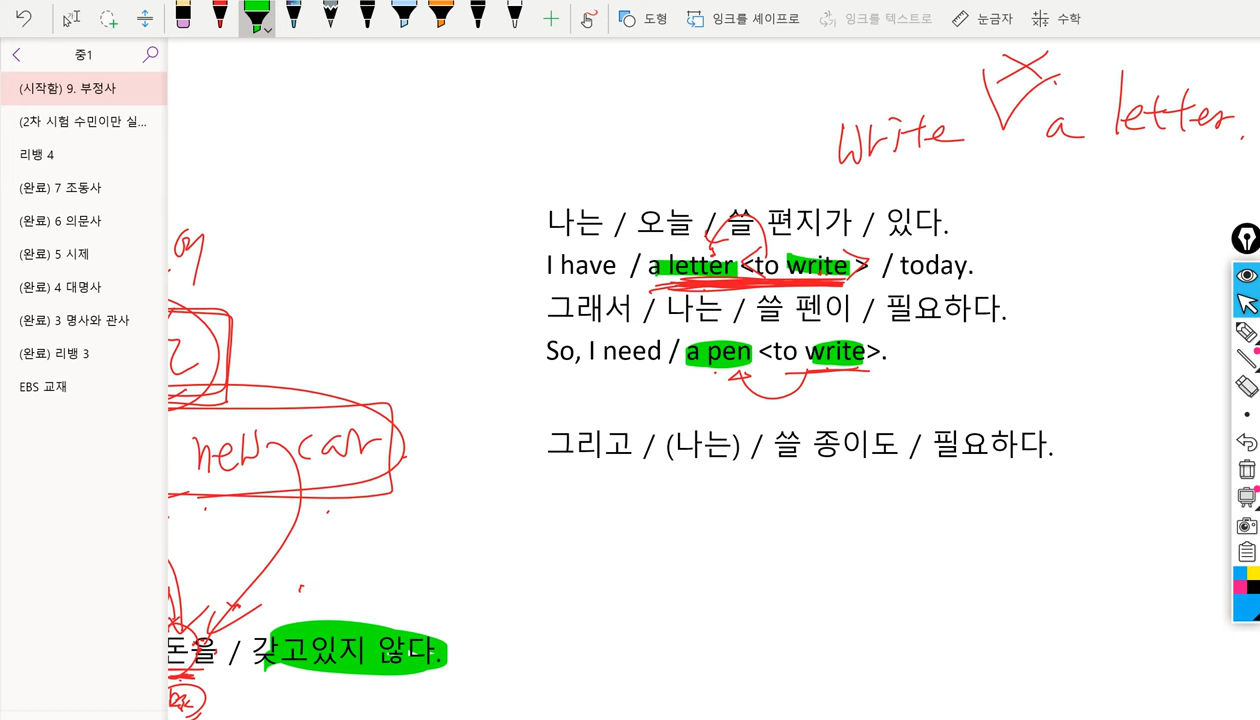 도형
잉크를 셰이프로
잉크를 텍스트로
눈금자
수학
중1
(시작함) 9. 부정사
(2차 시험 수민이만 실...
리뱅 4
(완료) 7 조동사
(완료) 6 의문사
(완료) 5 시제
(완료) 4 대명사
(완료) 3 명사와 관사
(완료) 리뱅 3
EBS 교재
write a letter.
나는 / 오늘 / 쓸 편지가 / 있다.
I have / a letter <to write > / today.
그래서 / 나는 / 쓸 펜이 / 필요하다.
So, I need / a pen <to write>.
new car
그리고 / (나는) / 쓸 종이도 / 필요하다.
돈을 / 갖고있지 않다.